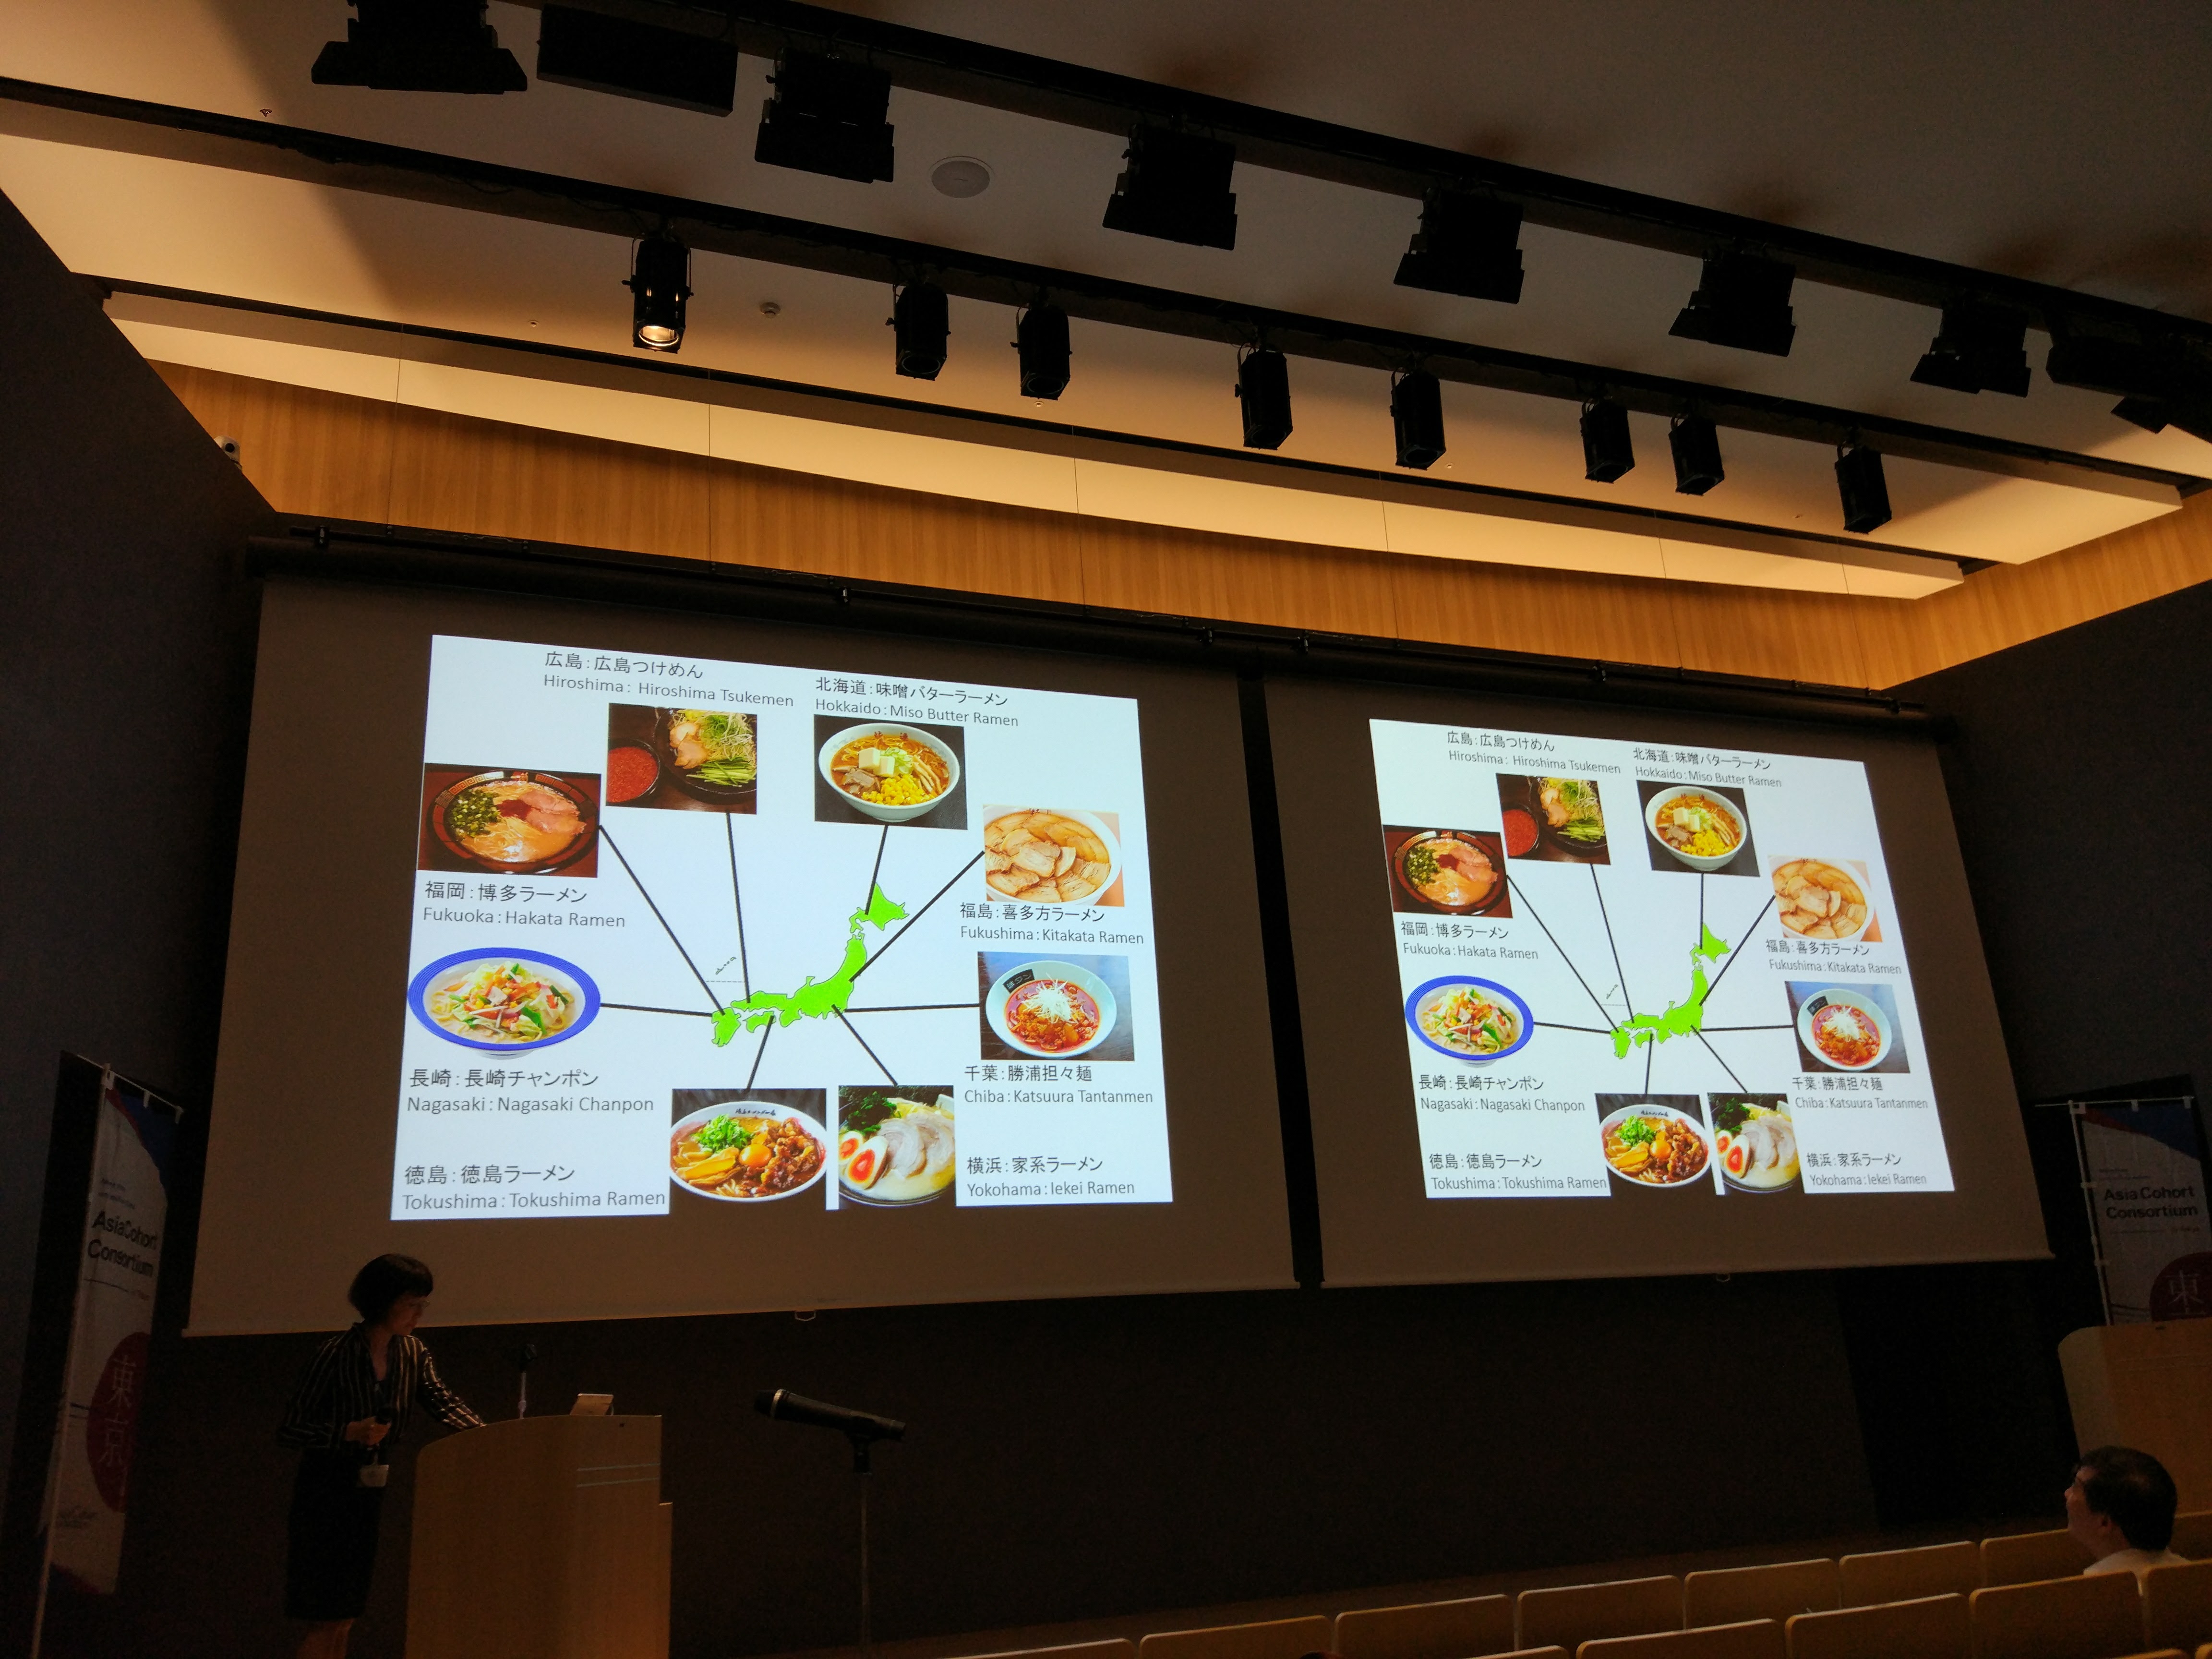 広島：広島つけめん
Hiroshima： Hiroshima Tsukemen
北海道：味噌バターラーメン
Hokkaido：Miso Butter Ramen
福岡：博多ラーメン
Fukuoka：Hakata Ramen
福島：喜多方ラーメン
Fukushima：Kitakata Ramen
長崎：長崎チャンポン
Nagasaki：Nagasaki Chanpon
千葉：勝浦担々麺
Chiba：Katsuura Tantanmen
徳島：徳島ラーメン
Tokushima：Tokushima Ramen
横浜：家系ラーメン
Yokohama：Iekei Ramen
広島：広島つけめん
Hiroshima： Hiroshima Tsukemen
北海道：味噌バターラーメン
Hokkaido：Miso Butter Ramen
福岡：博多ラーメン
Fukuoka：Hakata Ramen
福島：喜多方ラーメン
Fukushima：Kitakata Ramen
長崎：長崎チャンポン
Nagasaki：Nagasaki Chanpon
千葉：勝浦担々麺
Chiba：Katsuura Tantanmen
徳島：徳島ラーメン
Tokushima：Tokushima Ramen
横浜：家系ラーメン
Yokohama：Iekei Ramen
AsiaCohort
Consortium
東京
Asia Cohort
Consortium
東